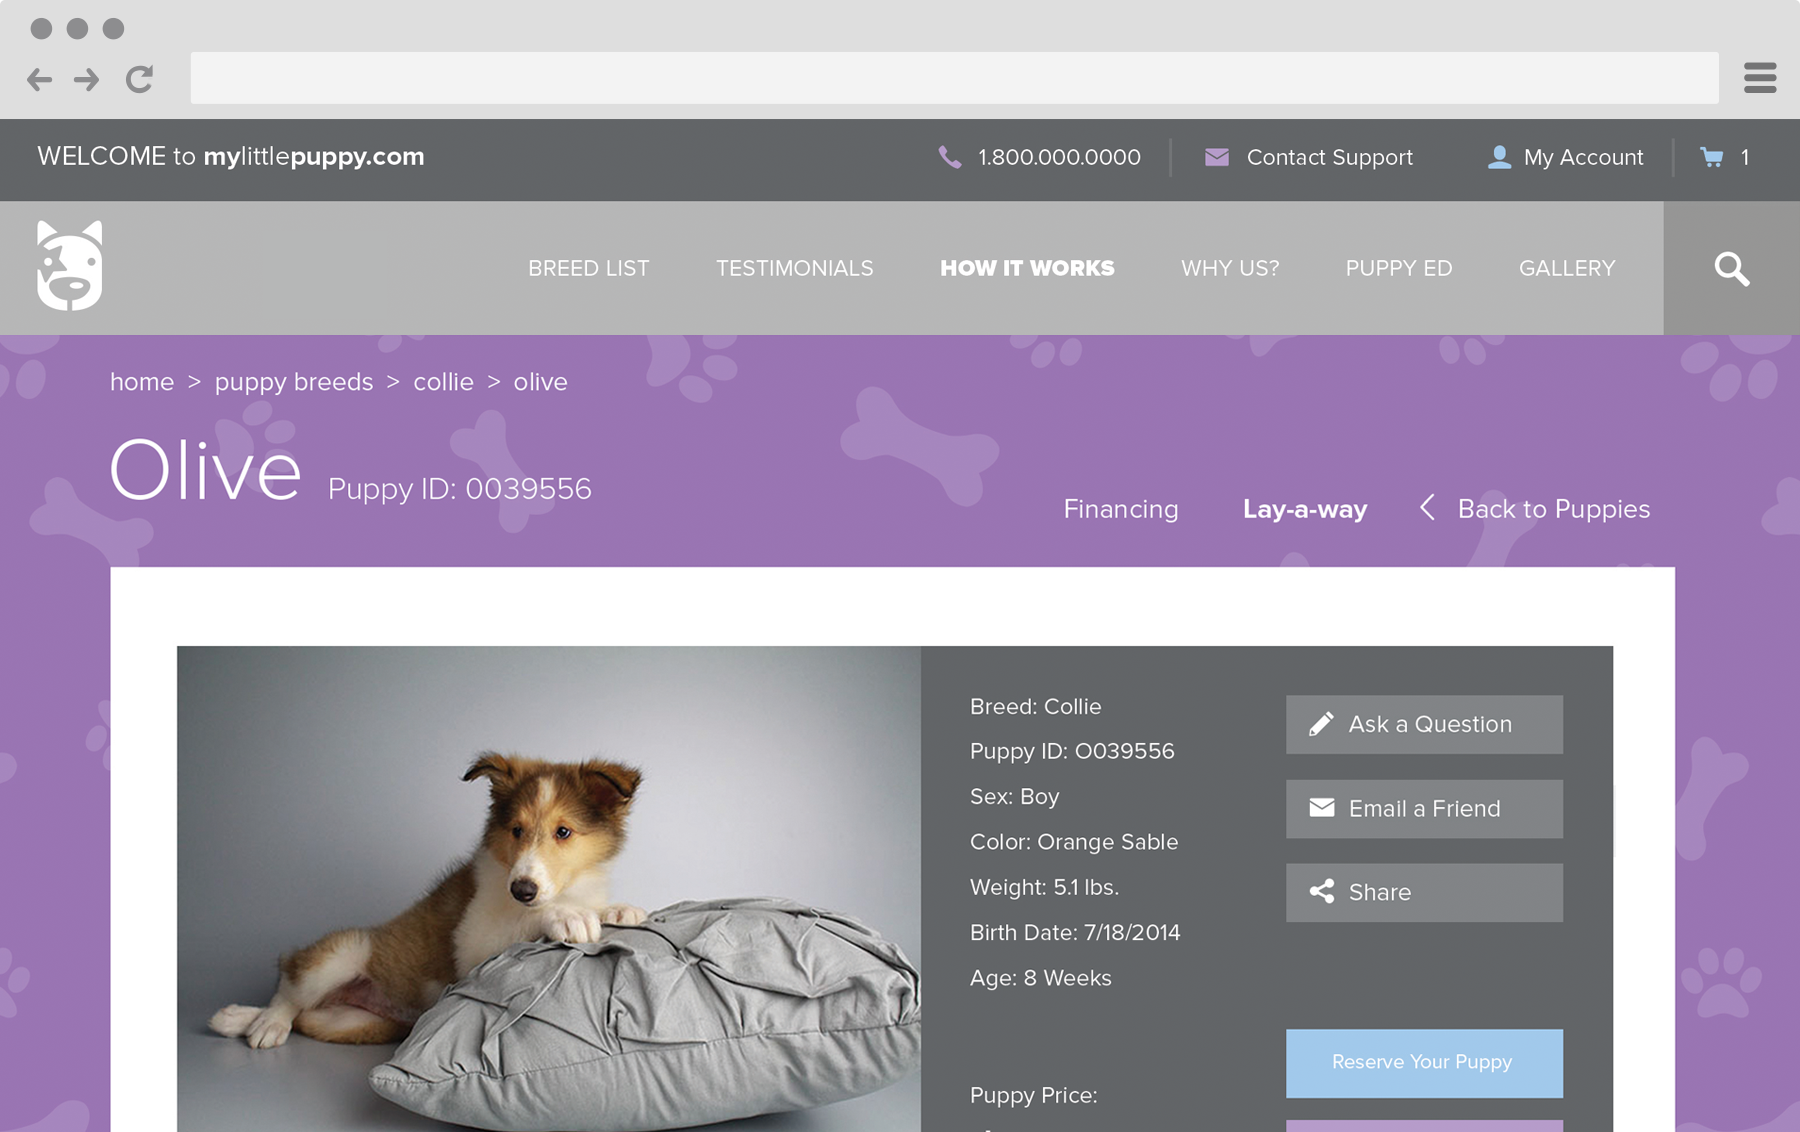 WELCOME to mylittlepuppy.com
1.800.000.0000
Contact Support
My Account
1
BREED LIST
TESTIMONIALS
HOW IT WORKS
WHY US?
PUPPY ED
GALLERY
home > puppy breeds > collie > olive
Olive Puppy ID: 0039556
Financing
Lay-a-way
Back to Puppies
Breed: Collie
Puppy ID: O039556
Sex: Boy
Color: Orange Sable
Weight: 5.1 lbs.
Birth Date: 7/18/2014
Age: 8 Weeks
Puppy Price:
Ask a Question
Email a Friend
Share
Reserve Your Puppy